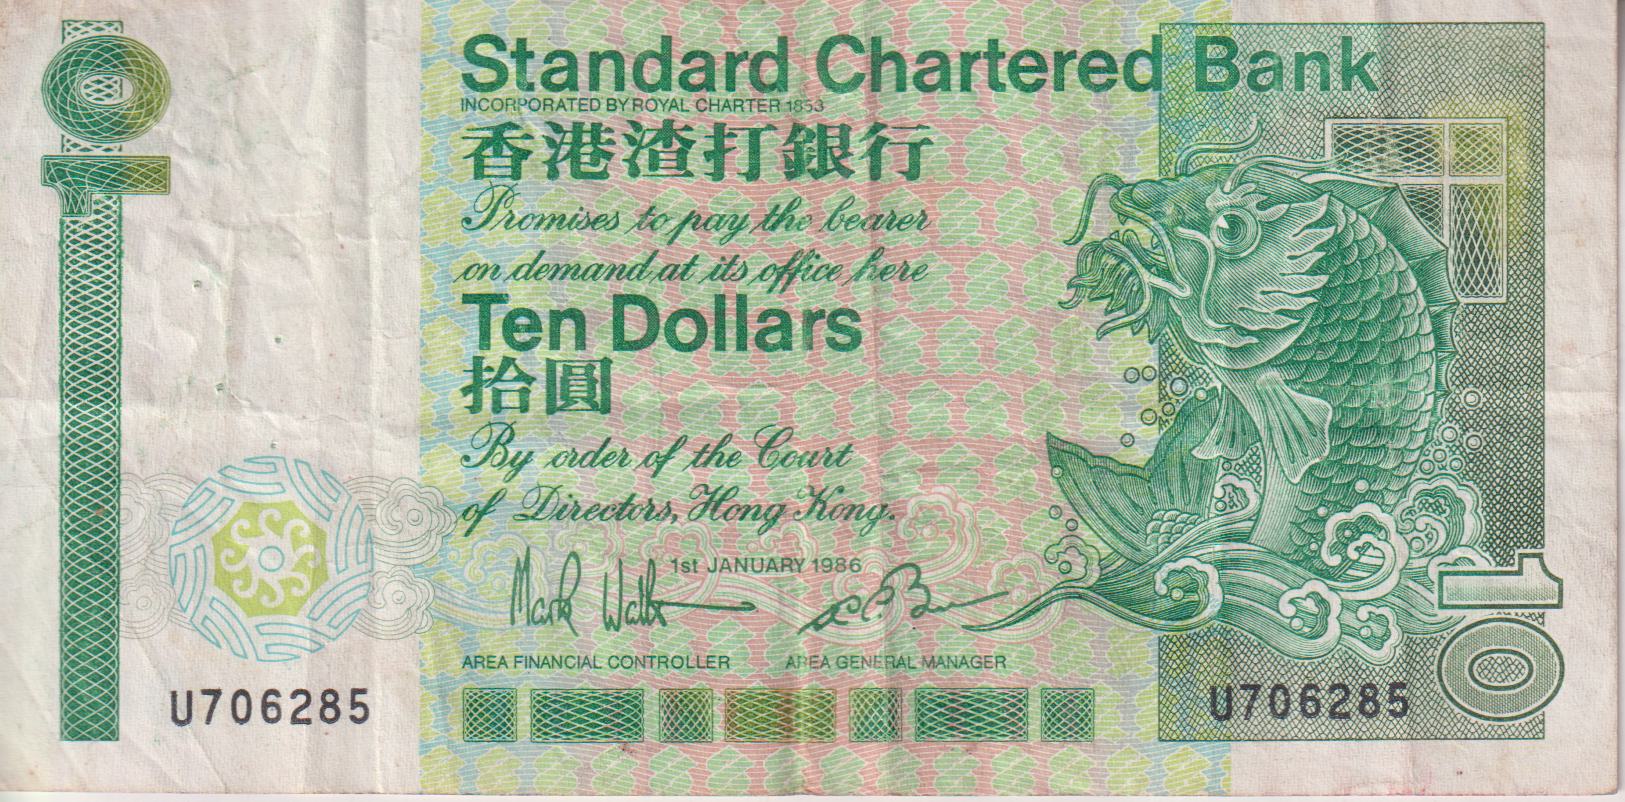 10
Standard Chartered Bank
INCORPORATED BY ROYAL CHARTER 1853
香港渣打銀行
Promises to pay the bearer
on demand at its office here
Ten Dollars
拾圓
By order of the Court
of Directors, Hong Kong.
1st JANUARY 1986
AREA FINANCIAL CONTROLLER
AREA GENERAL MANAGER
U706285
U706285
10